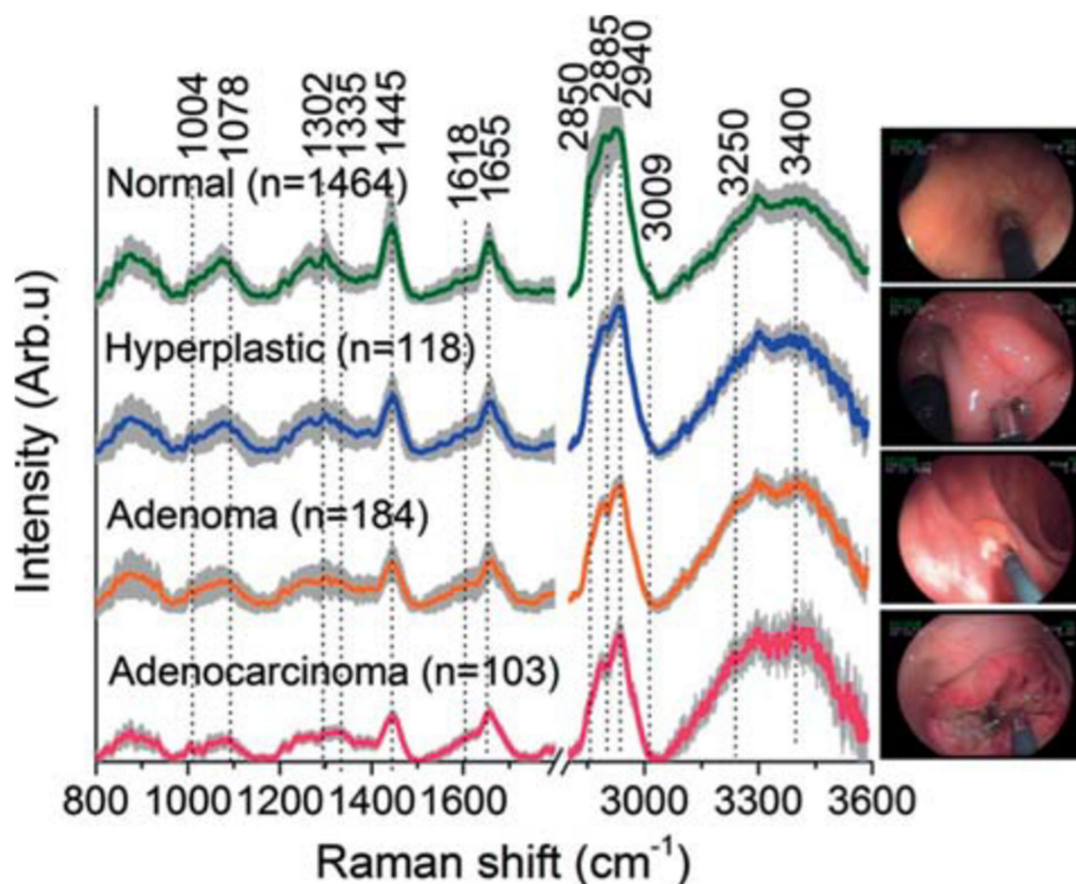 1004
1078
1302
1335
1445
1618
1655
2850
2885
2940
3009
3250
3400
Normal (n=1464)
Hyperplastic (n=118)
Adenoma (n=184)
Adenocarcinoma (n=103)
Intensity (Arb.u)
800 1000 1200 1400 1600 3000 3300 3600
Raman shift (cm⁻¹)